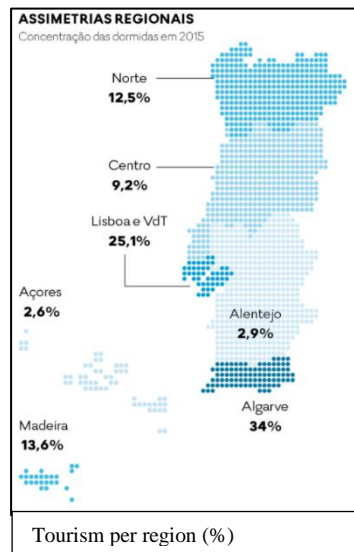 ASSIMETRIAS REGIONAIS
Concentração das dormidas em 2015
Norte
12,5%
Centro
9,2%
Lisboa e VdT
25,1%
Açores
2,6%
Alentejo
2,9%
Algarve
34%
Madeira
13,6%
Tourism per region (%)